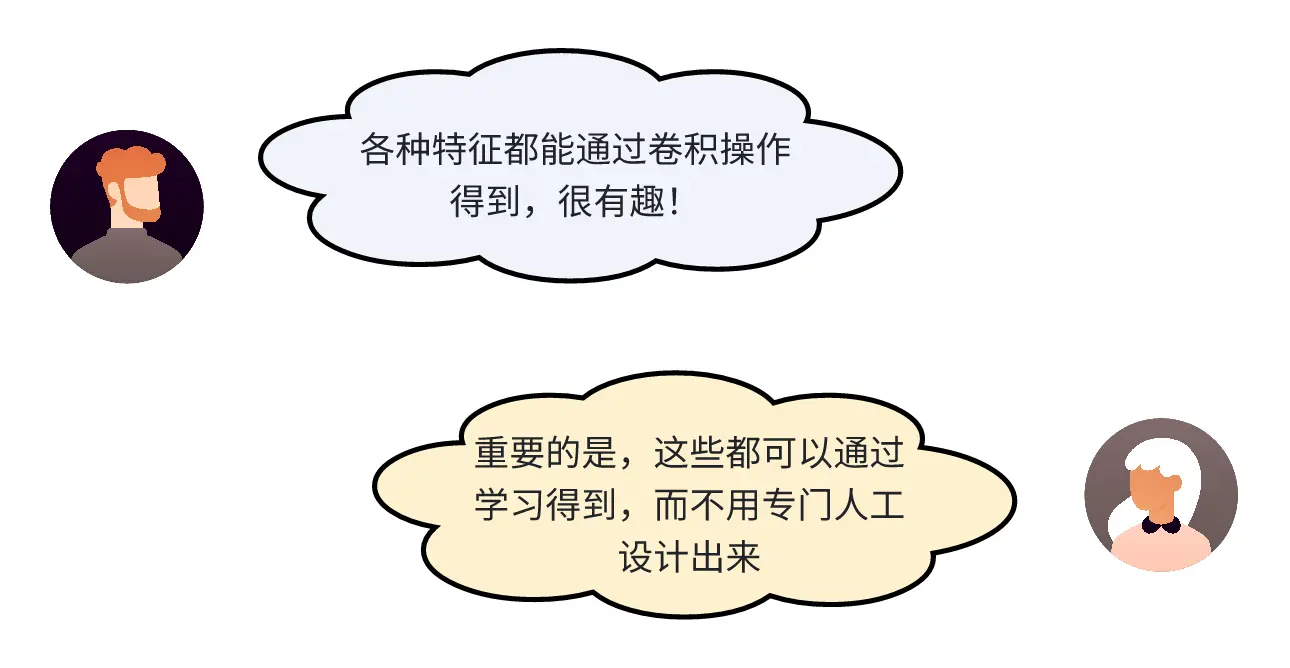 各种特征都能通过卷积操作
得到，很有趣！
重要的是，这些都可以通过
学习得到，而不用专门人工
设计出来